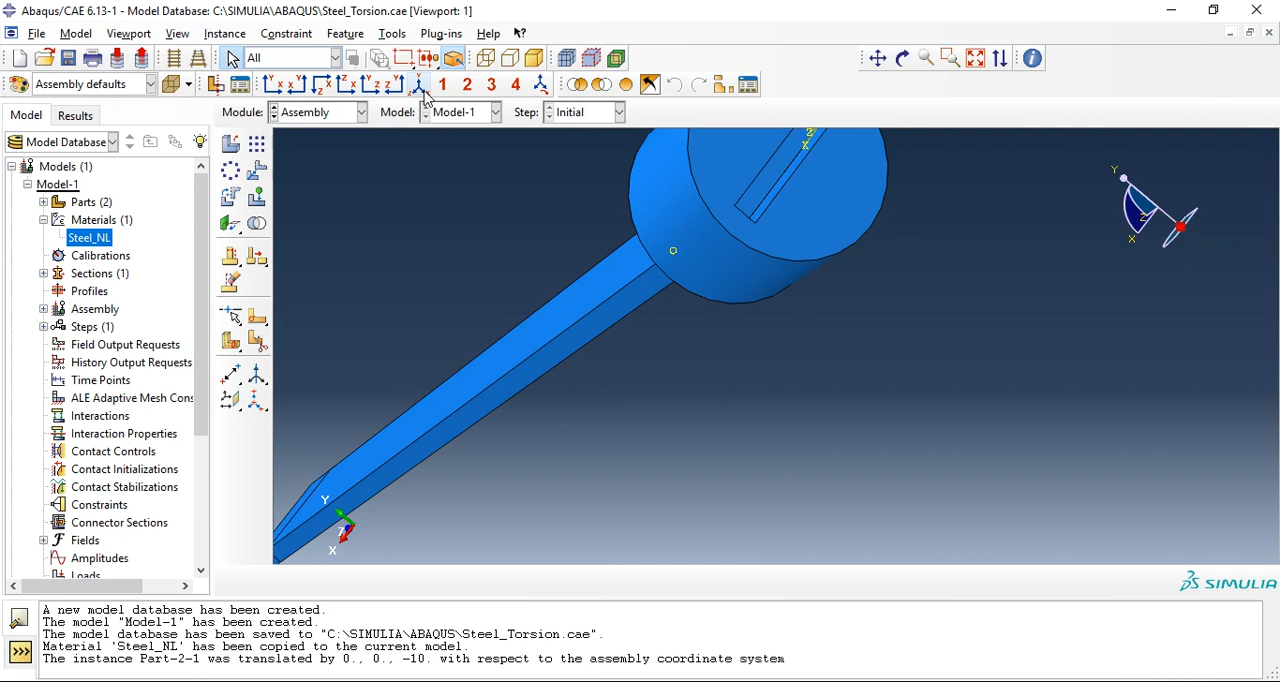 Abaqus/CAE 6.13-1 - Model Database: C:\SIMULIA\ABAQUS\Steel_Torsion.cae [Viewport: 1]
File Model Viewport View Instance Constraint Feature Tools Plug-ins Help
All
Assembly defaults 1 2 3 4
Model Results Module: Assembly Model: Model-1 Step: Initial
Model Database
Models (1)
Model-1
Parts (2)
Materials (1)
Steel_NL
Calibrations
Sections (1)
Profiles
Assembly
Steps (1)
Field Output Requests
History Output Requests
Time Points
ALE Adaptive Mesh Cons
Interactions
Interaction Properties
Contact Controls
Contact Initializations
Contact Stabilizations
Constraints
Connector Sections
Fields
Amplitudes
Loads
X
Y
Z
X
Y
Z
X
SIMULIA
A new model database has been created.
The model "Model-1" has been created.
The model database has been saved to "C:\SIMULIA\ABAQUS\Steel_Torsion.cae".
Material 'Steel_NL' has been copied to the current model.
The instance Part-2-1 was translated by 0., 0., -10. with respect to the assembly coordinate system